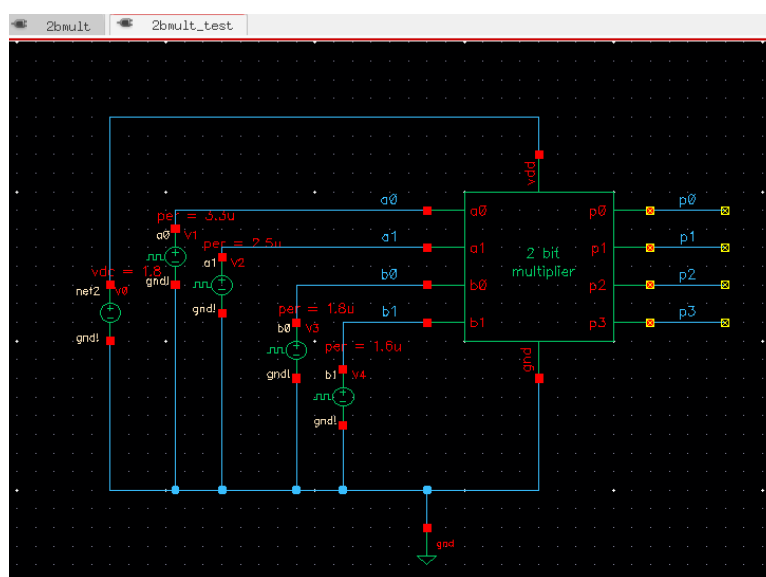 2bmult
2bmult_test
vdd
a0
a0
p0
p0
per = 3.3u
a0
V1
a1
a1
p1
p1
per = 2.5u
2 bit
multiplier
a1
V2
vdc = 1.8
gnd!
b0
b0
p2
p2
net2
V0
gnd!
per = 1.8u
b1
b1
p3
p3
b0
V3
gnd!
per = 1.6u
gnd
gnd!
b1
V4
gnd!
gnd